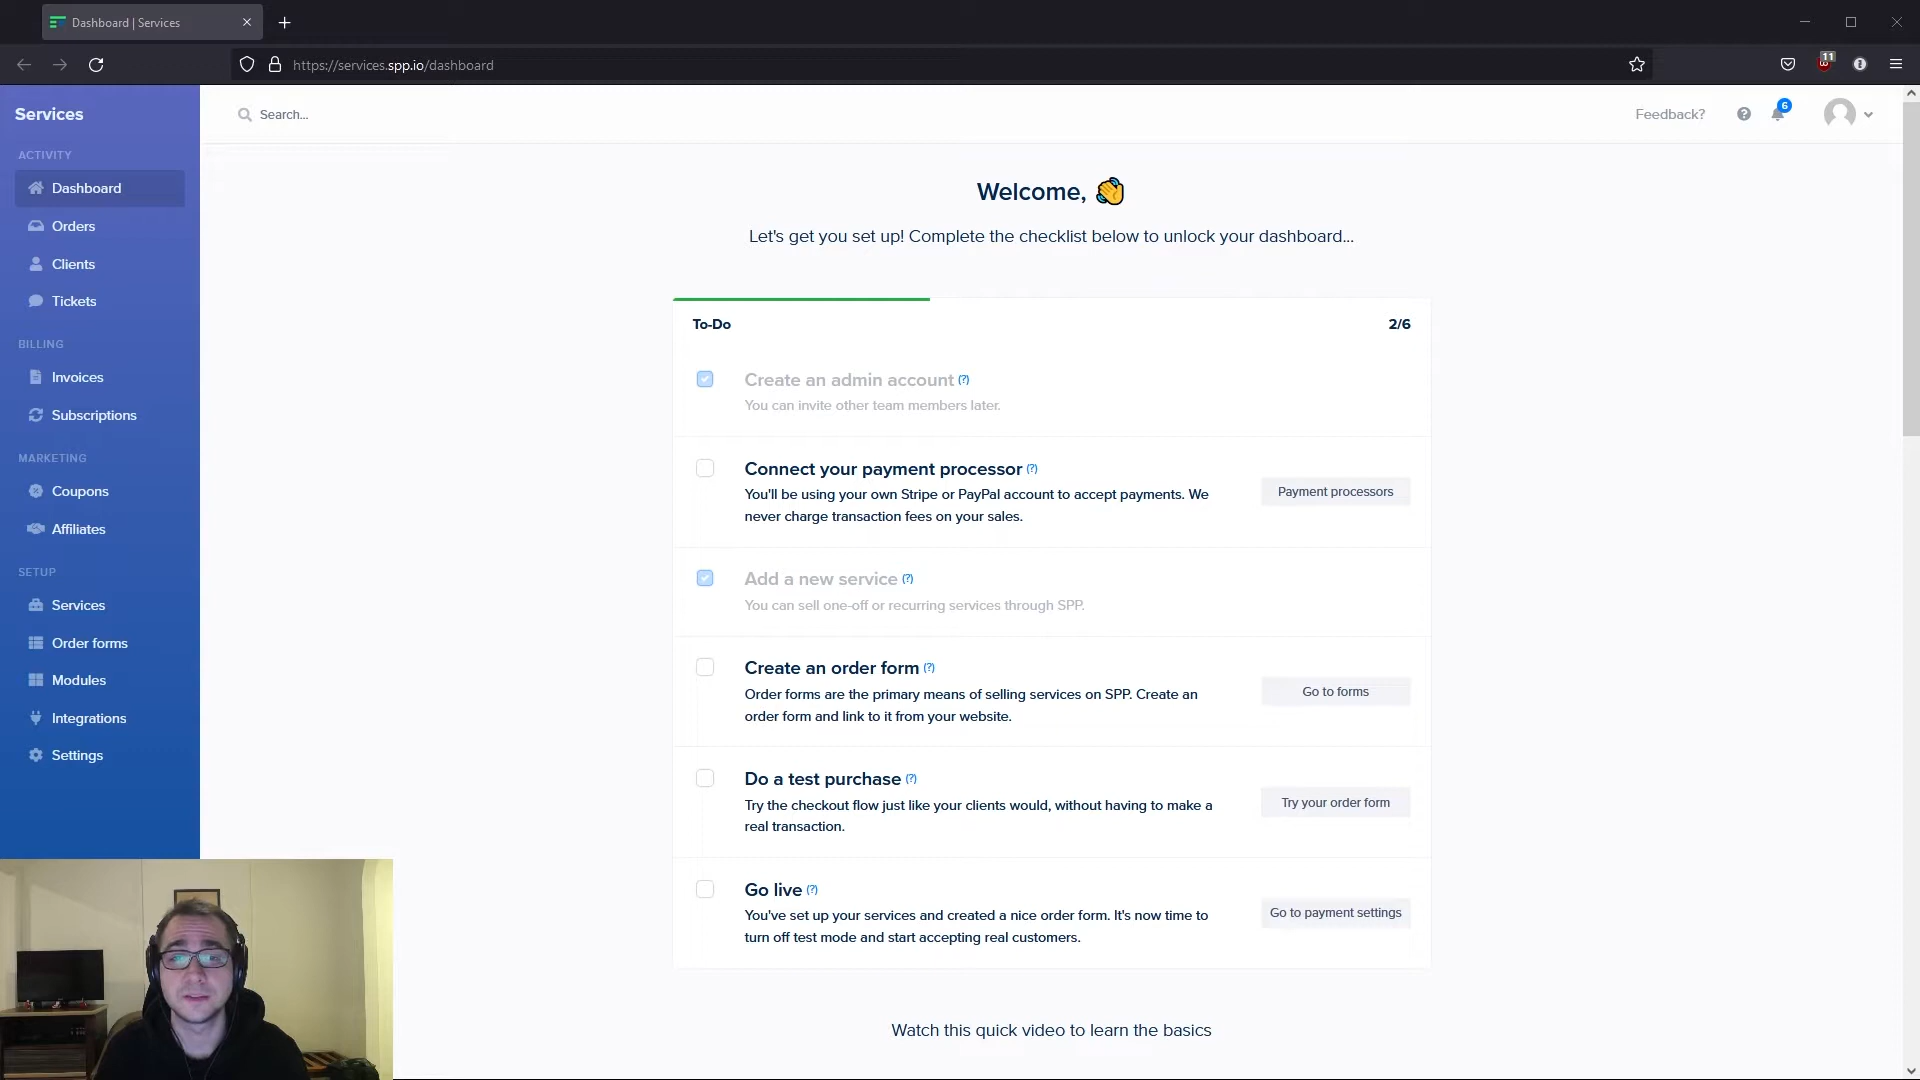 Dashboard | Services
https://services.spp.io/dashboard
11
Services
Search...
Feedback?
6
ACTIVITY
Dashboard
Orders
Clients
Tickets
BILLING
Invoices
Subscriptions
MARKETING
Coupons
Affiliates
SETUP
Services
Order forms
Modules
Integrations
Settings
Welcome,
Let's get you set up! Complete the checklist below to unlock your dashboard...
To-Do
2/6
Create an admin account (?)
You can invite other team members later.
Connect your payment processor (?)
You'll be using your own Stripe or PayPal account to accept payments. We
never charge transaction fees on your sales.
Payment processors
Add a new service (?)
You can sell one-off or recurring services through SPP.
Create an order form (?)
Order forms are the primary means of selling services on SPP. Create an
order form and link to it from your website.
Go to forms
Do a test purchase (?)
Try the checkout flow just like your clients would, without having to make a
real transaction.
Try your order form
Go live (?)
You've set up your services and created a nice order form. It's now time to
turn off test mode and start accepting real customers.
Go to payment settings
Watch this quick video to learn the basics